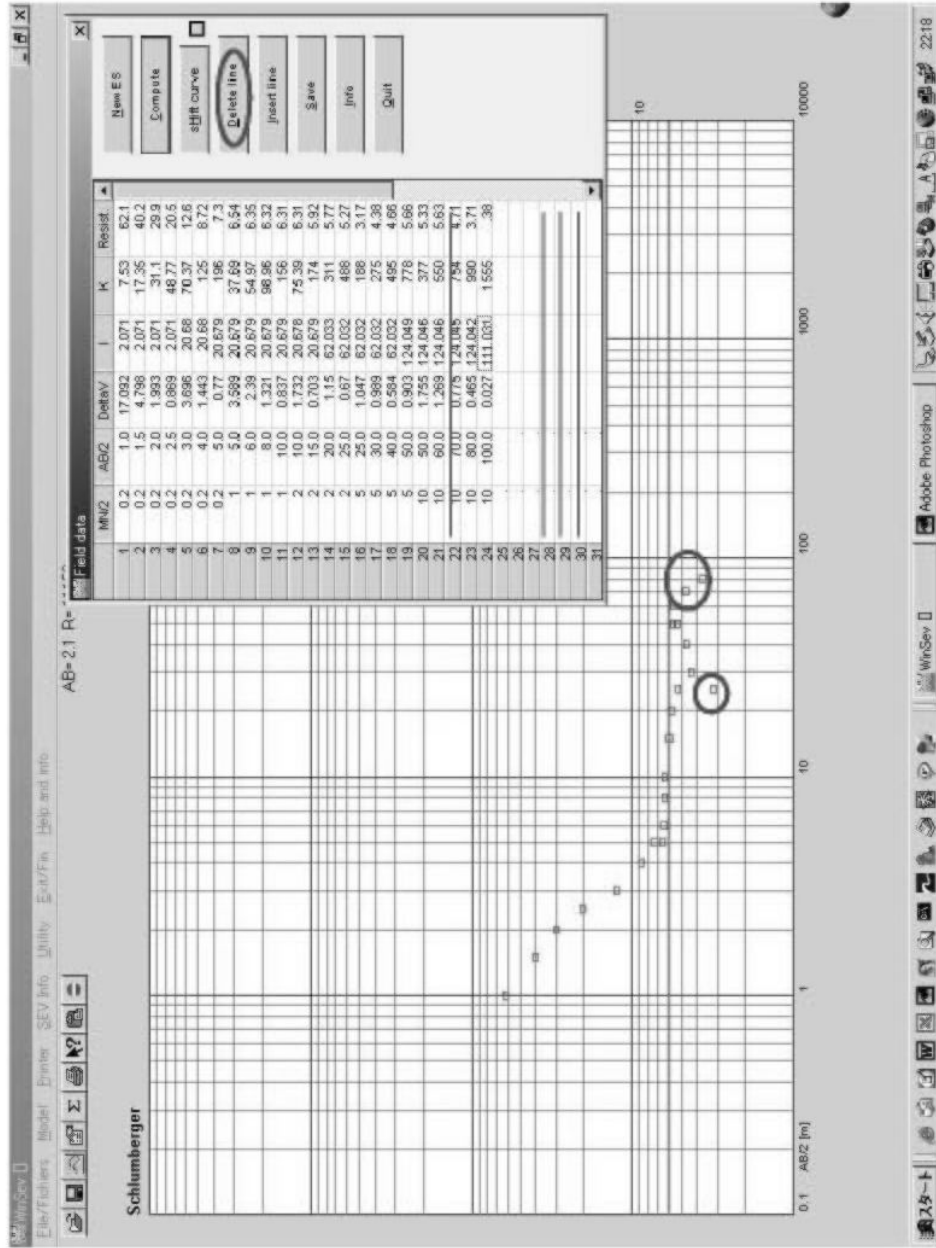 WinSev
File/Fichiers Model Printer SEV Info Utility Exit/Fin Help and info
AB= 2.1 R=
Schlumberger
10
0.1 AB/2 [m] 1 10 100 1000 10000
Field data
MN/2 AB/2 DeltaV I K Resist.
1 0.2 1.0 17.092 2.071 7.53 62.1
2 0.2 1.5 4.798 2.071 17.35 40.2
3 0.2 2.0 1.993 2.071 31.1 29.9
4 0.2 2.5 0.869 2.071 48.77 20.5
5 0.2 3.0 3.696 20.68 70.37 12.6
6 0.2 4.0 1.443 20.68 125 8.72
7 0.2 5.0 0.77 20.679 196 7.3
8 1 5.0 3.589 20.679 37.69 6.54
9 1 6.0 2.39 20.679 54.97 6.35
10 1 8.0 1.321 20.679 98.96 6.32
11 1 10.0 0.837 20.679 156 6.31
12 2 10.0 1.732 20.678 75.39 6.31
13 2 15.0 0.703 20.679 174 5.92
14 2 20.0 1.15 62.033 311 5.77
15 2 25.0 0.67 62.032 488 5.27
16 5 25.0 1.047 62.032 188 3.17
17 5 30.0 0.989 62.032 275 4.38
18 5 40.0 0.584 62.032 495 4.66
19 5 50.0 0.903 124.049 778 5.66
20 10 50.0 1.755 124.046 377 5.33
21 10 60.0 1.269 124.046 550 5.63
22 10 70.0 0.775 124.045 754 4.71
23 10 80.0 0.465 124.042 990 3.71
24 10 100.0 0.027 111.031 1 555 .38
25
26
27
28
29
30
31
New ES
Compute
sHift curve
Delete line
Insert line
Save
Info
Quit
スタート
WinSev
Adobe Photoshop
22:18